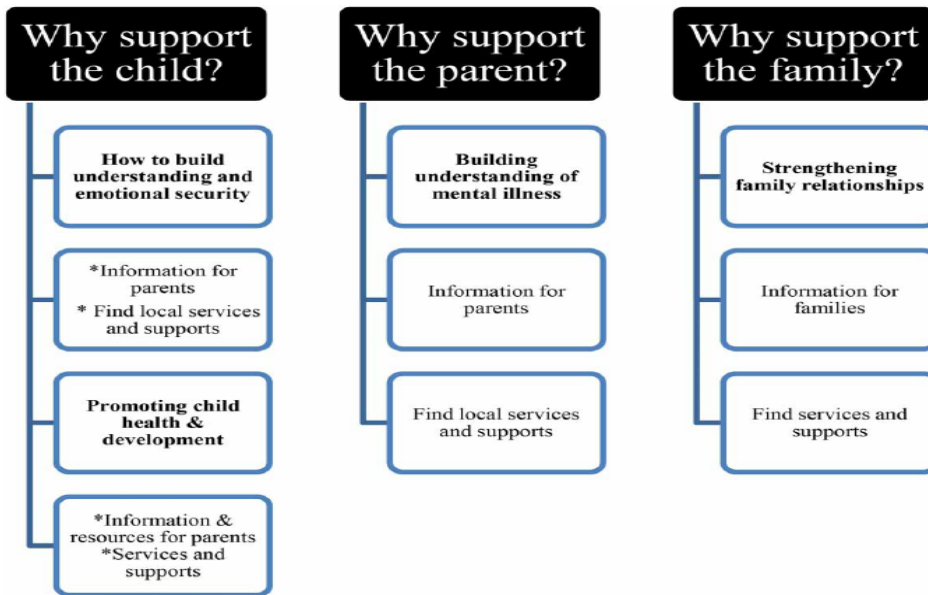 Why support
the child?
How to build
understanding and
emotional security
*Information for
parents
* Find local services
and supports
Promoting child
health &
development
*Information &
resources for parents
*Services and
supports
Why support
the parent?
Building
understanding of
mental illness
Information for
parents
Find local services
and supports
Why support
the family?
Strengthening
family relationships
Information for
families
Find services and
supports